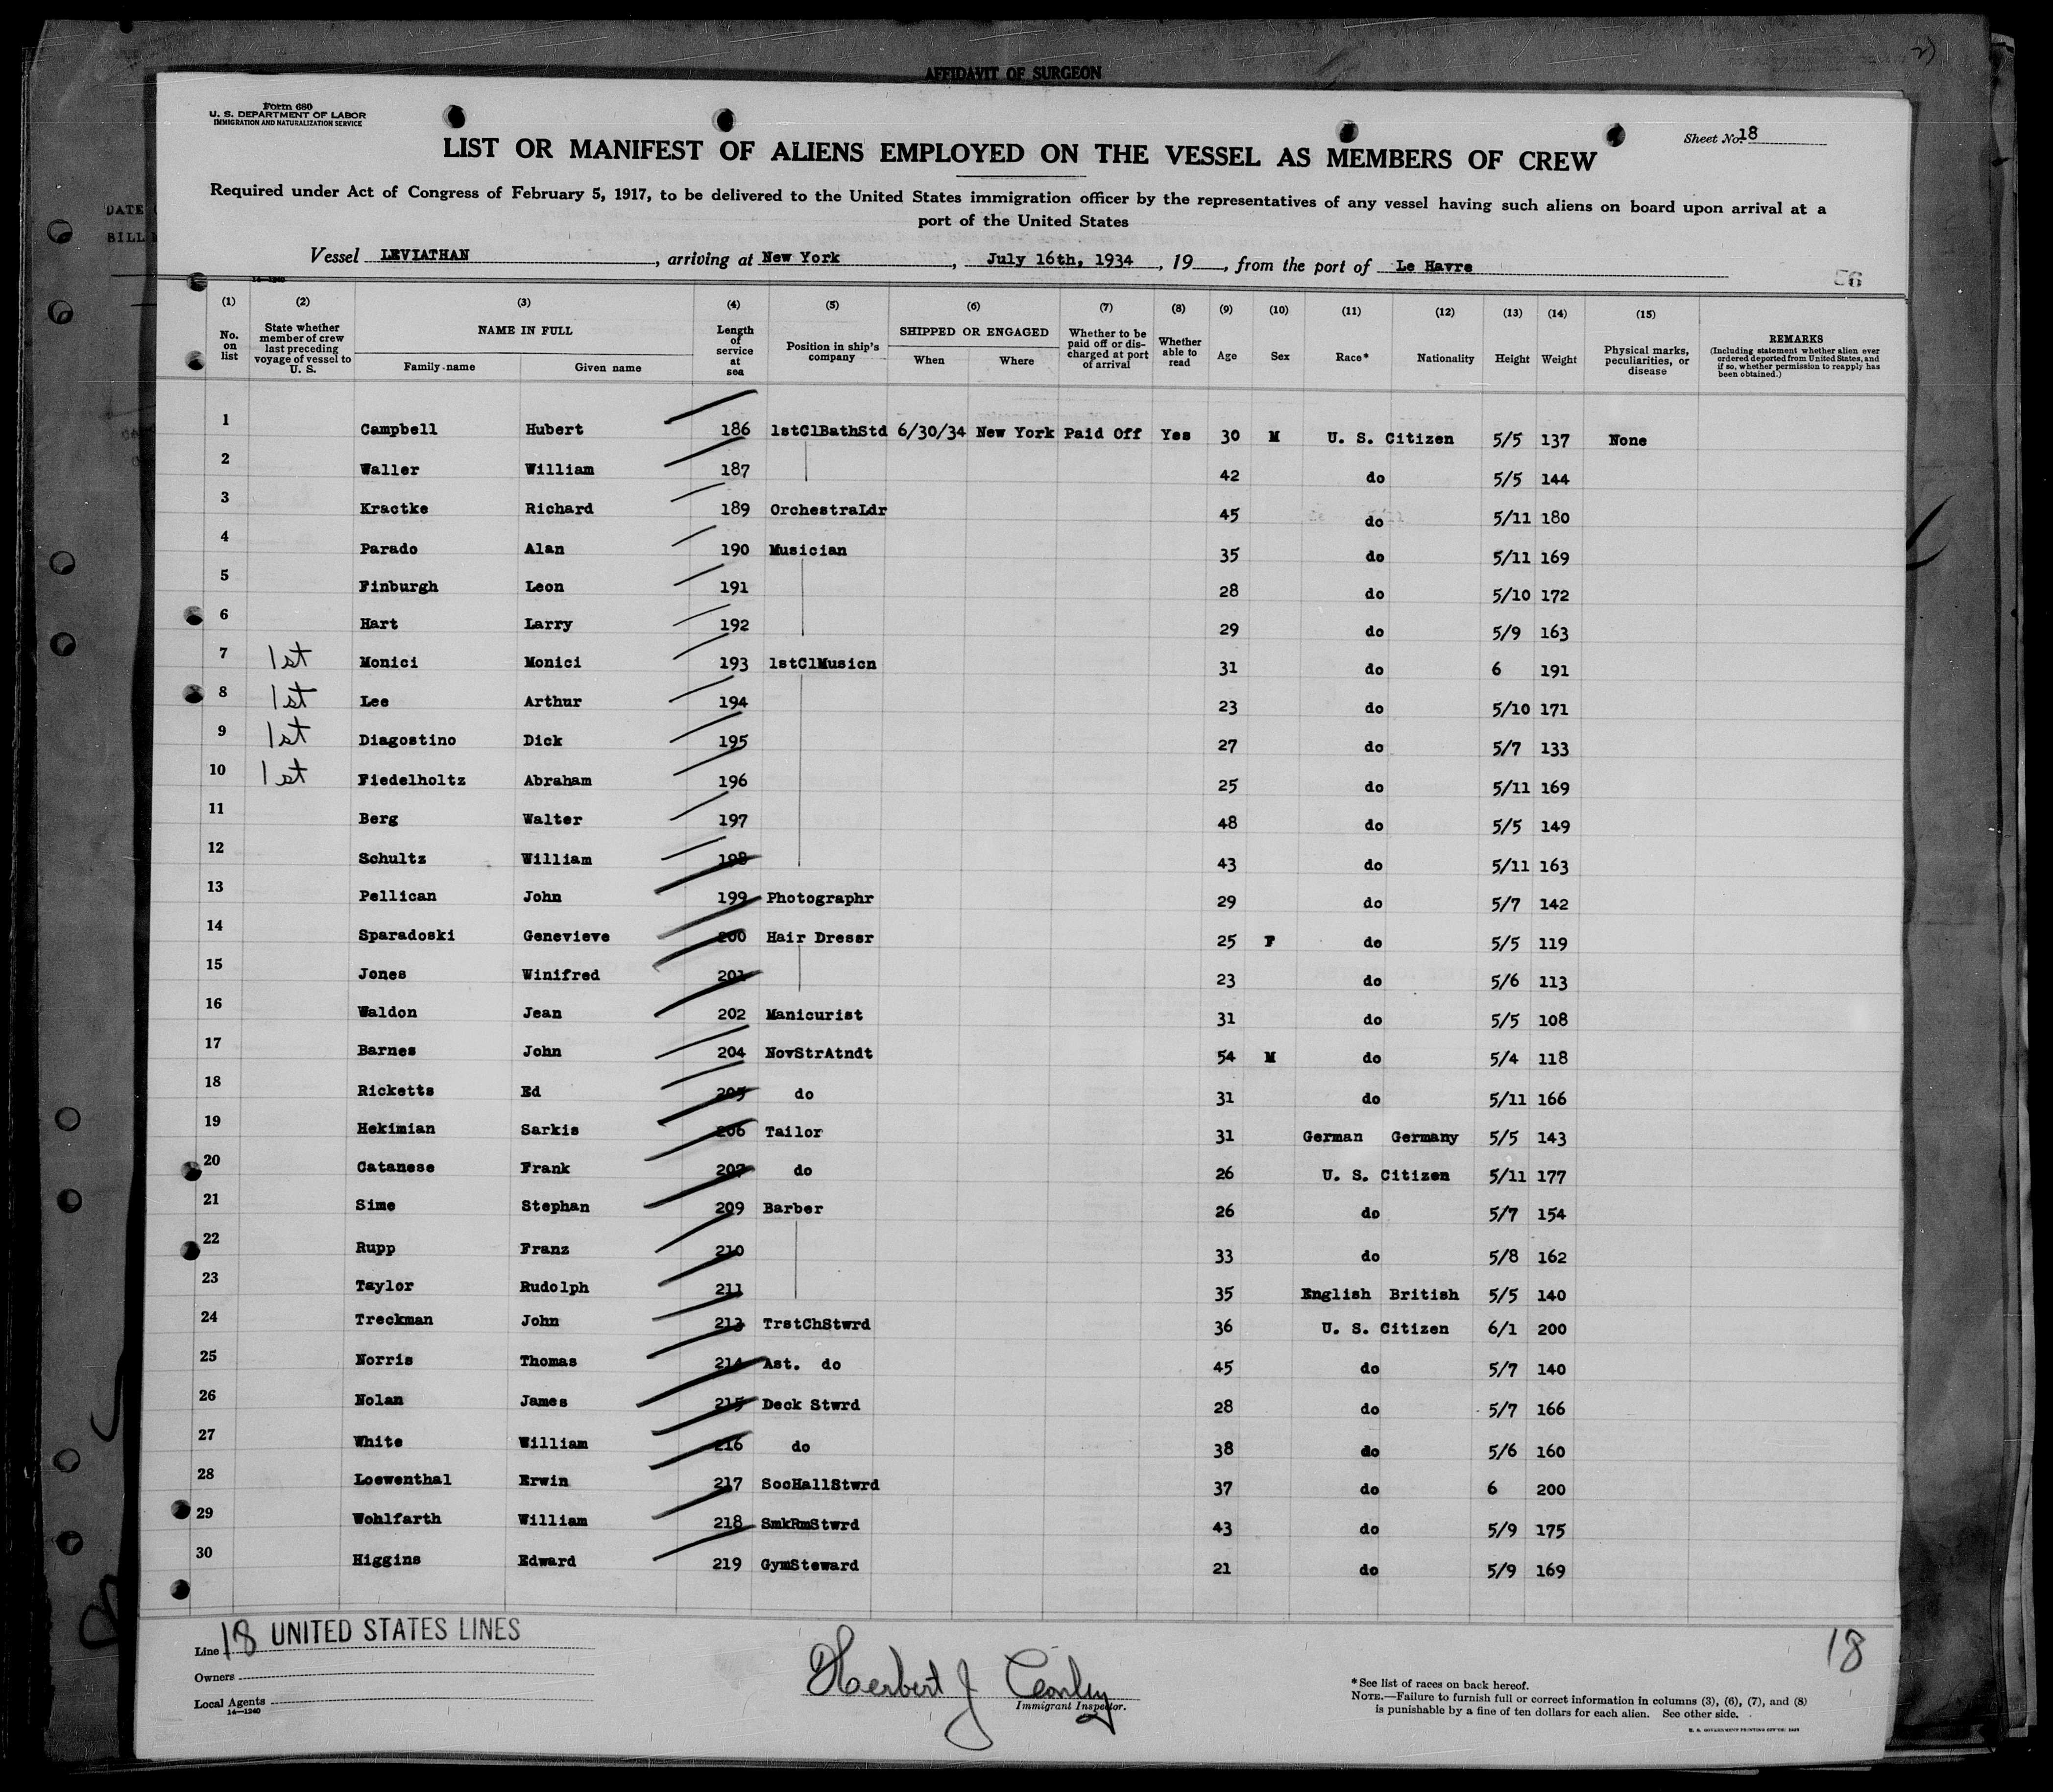 AFFIDAVIT OF SURGEON
Form 680
U. S. DEPARTMENT OF LABOR
IMMIGRATION AND NATURALIZATION SERVICE
Sheet No. 18
LIST OR MANIFEST OF ALIENS EMPLOYED ON THE VESSEL AS MEMBERS OF CREW
Required under Act of Congress of February 5, 1917, to be delivered to the United States immigration officer by the representatives of any vessel having such aliens on board upon arrival at a
port of the United States
DATE
BILL
Vessel LEVIATHAN, arriving at New York, July 16th, 1934, 19, from the port of Le Havre
14-1240
56
(1) (2) (3) (4) (5) (6) (7) (8) (9) (10) (11) (12) (13) (14) (15)
No. on list
State whether member of crew last preceding voyage of vessel to U. S.
NAME IN FULL
Family name Given name
Length of service at sea
Position in ship's company
SHIPPED OR ENGAGED
When Where
Whether to be paid off or discharged at port of arrival
Whether able to read
Age Sex Race* Nationality Height Weight
Physical marks, peculiarities, or disease
REMARKS
(Including statement whether alien ever ordered deported from United States, and if so, whether permission to reapply has been obtained.)
1 Campbell Hubert 186 1stClBathStd 6/30/34 New York Paid Off Yes 30 M U. S. Citizen 5/5 137 None
2 Waller William 187 42 do 5/5 144
3 Kractke Richard 189 OrchestraLdr 45 do 5/11 180
4 Parado Alan 190 Musician 35 do 5/11 169
5 Finburgh Leon 191 28 do 5/10 172
6 Hart Larry 192 29 do 5/9 163
7 1st Monici Monici 193 1stClMusicn 31 do 6 191
8 1st Lee Arthur 194 23 do 5/10 171
9 1st Diagostino Dick 195 27 do 5/7 133
10 1st Fiedelholtz Abraham 196 25 do 5/11 169
11 Berg Walter 197 48 do 5/5 149
12 Schultz William 198 43 do 5/11 163
13 Pellican John 199 Photographr 29 do 5/7 142
14 Sparadoski Genevieve 200 Hair Dressr 25 F do 5/5 119
15 Jones Winifred 201 23 do 5/6 113
16 Waldon Jean 202 Manicurist 31 do 5/5 108
17 Barnes John 204 NovStrAtndt 54 M do 5/4 118
18 Ricketts Ed 205 do 31 do 5/11 166
19 Hekimian Sarkis 206 Tailor 31 German Germany 5/5 143
20 Catanese Frank 207 do 26 U. S. Citizen 5/11 177
21 Sime Stephan 209 Barber 26 do 5/7 154
22 Rupp Franz 210 33 do 5/8 162
23 Taylor Rudolph 211 35 English British 5/5 140
24 Treckman John 213 TrstChStwrd 36 U. S. Citizen 6/1 200
25 Norris Thomas 214 Ast. do 45 do 5/7 140
26 Nolan James 215 Deck Stwrd 28 do 5/7 166
27 White William 216 do 38 do 5/6 160
28 Loewenthal Erwin 217 SocHallStwrd 37 do 6 200
29 Wohlfarth William 218 SmkRmStwrd 43 do 5/9 175
30 Higgins Edward 219 GymSteward 21 do 5/9 169
Line 18 UNITED STATES LINES
Owners
Local Agents
14—1240
Herbert J Conley
Immigrant Inspector.
18
*See list of races on back hereof.
NOTE.—Failure to furnish full or correct information in columns (3), (6), (7), and (8)
is punishable by a fine of ten dollars for each alien. See other side.
U. S. GOVERNMENT PRINTING OFFICE: